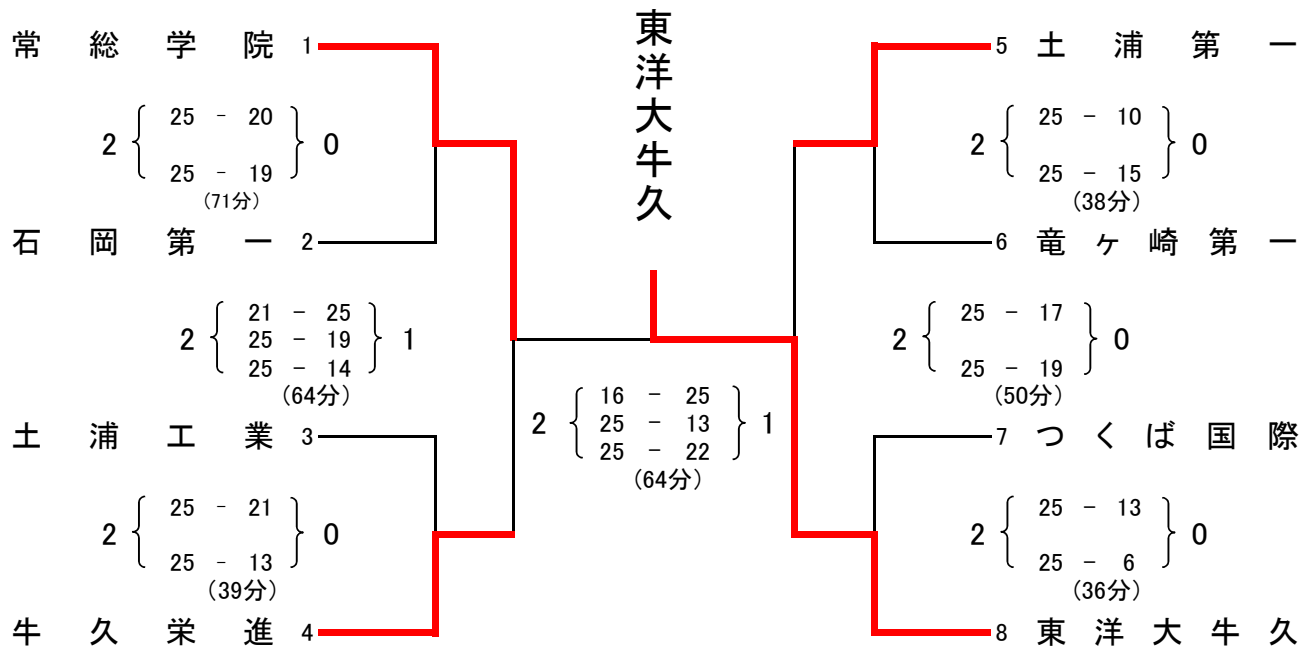 東洋大牛久
常総学院 1
2 { 25 - 20 } 0
25 - 19
(71分)
石岡第一 2
2 { 21 - 25 } 1
25 - 19
25 - 14
(64分)
土浦工業 3
2 { 25 - 21 } 0
25 - 13
(39分)
牛久栄進 4
2 { 16 - 25 } 1
25 - 13
25 - 22
(64分)
5 土浦第一
2 { 25 - 10 } 0
25 - 15
(38分)
6 竜ヶ崎第一
2 { 25 - 17 } 0
25 - 19
(50分)
7 つくば国際
2 { 25 - 13 } 0
25 - 6
(36分)
8 東洋大牛久